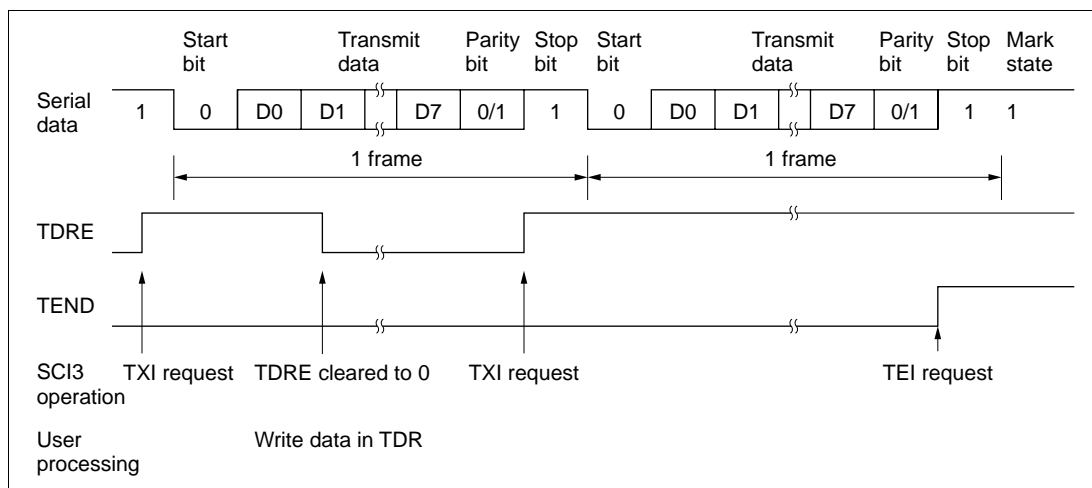 Start bit
Transmit data
Parity bit
Stop bit
Start bit
Transmit data
Parity bit
Stop bit
Mark state
Serial data
1 0 D0 D1 D7 0/1 1 0 D0 D1 D7 0/1 1 1
1 frame 1 frame
TDRE
TEND
SCI3 operation
TXI request TDRE cleared to 0 TXI request TEI request
User processing
Write data in TDR